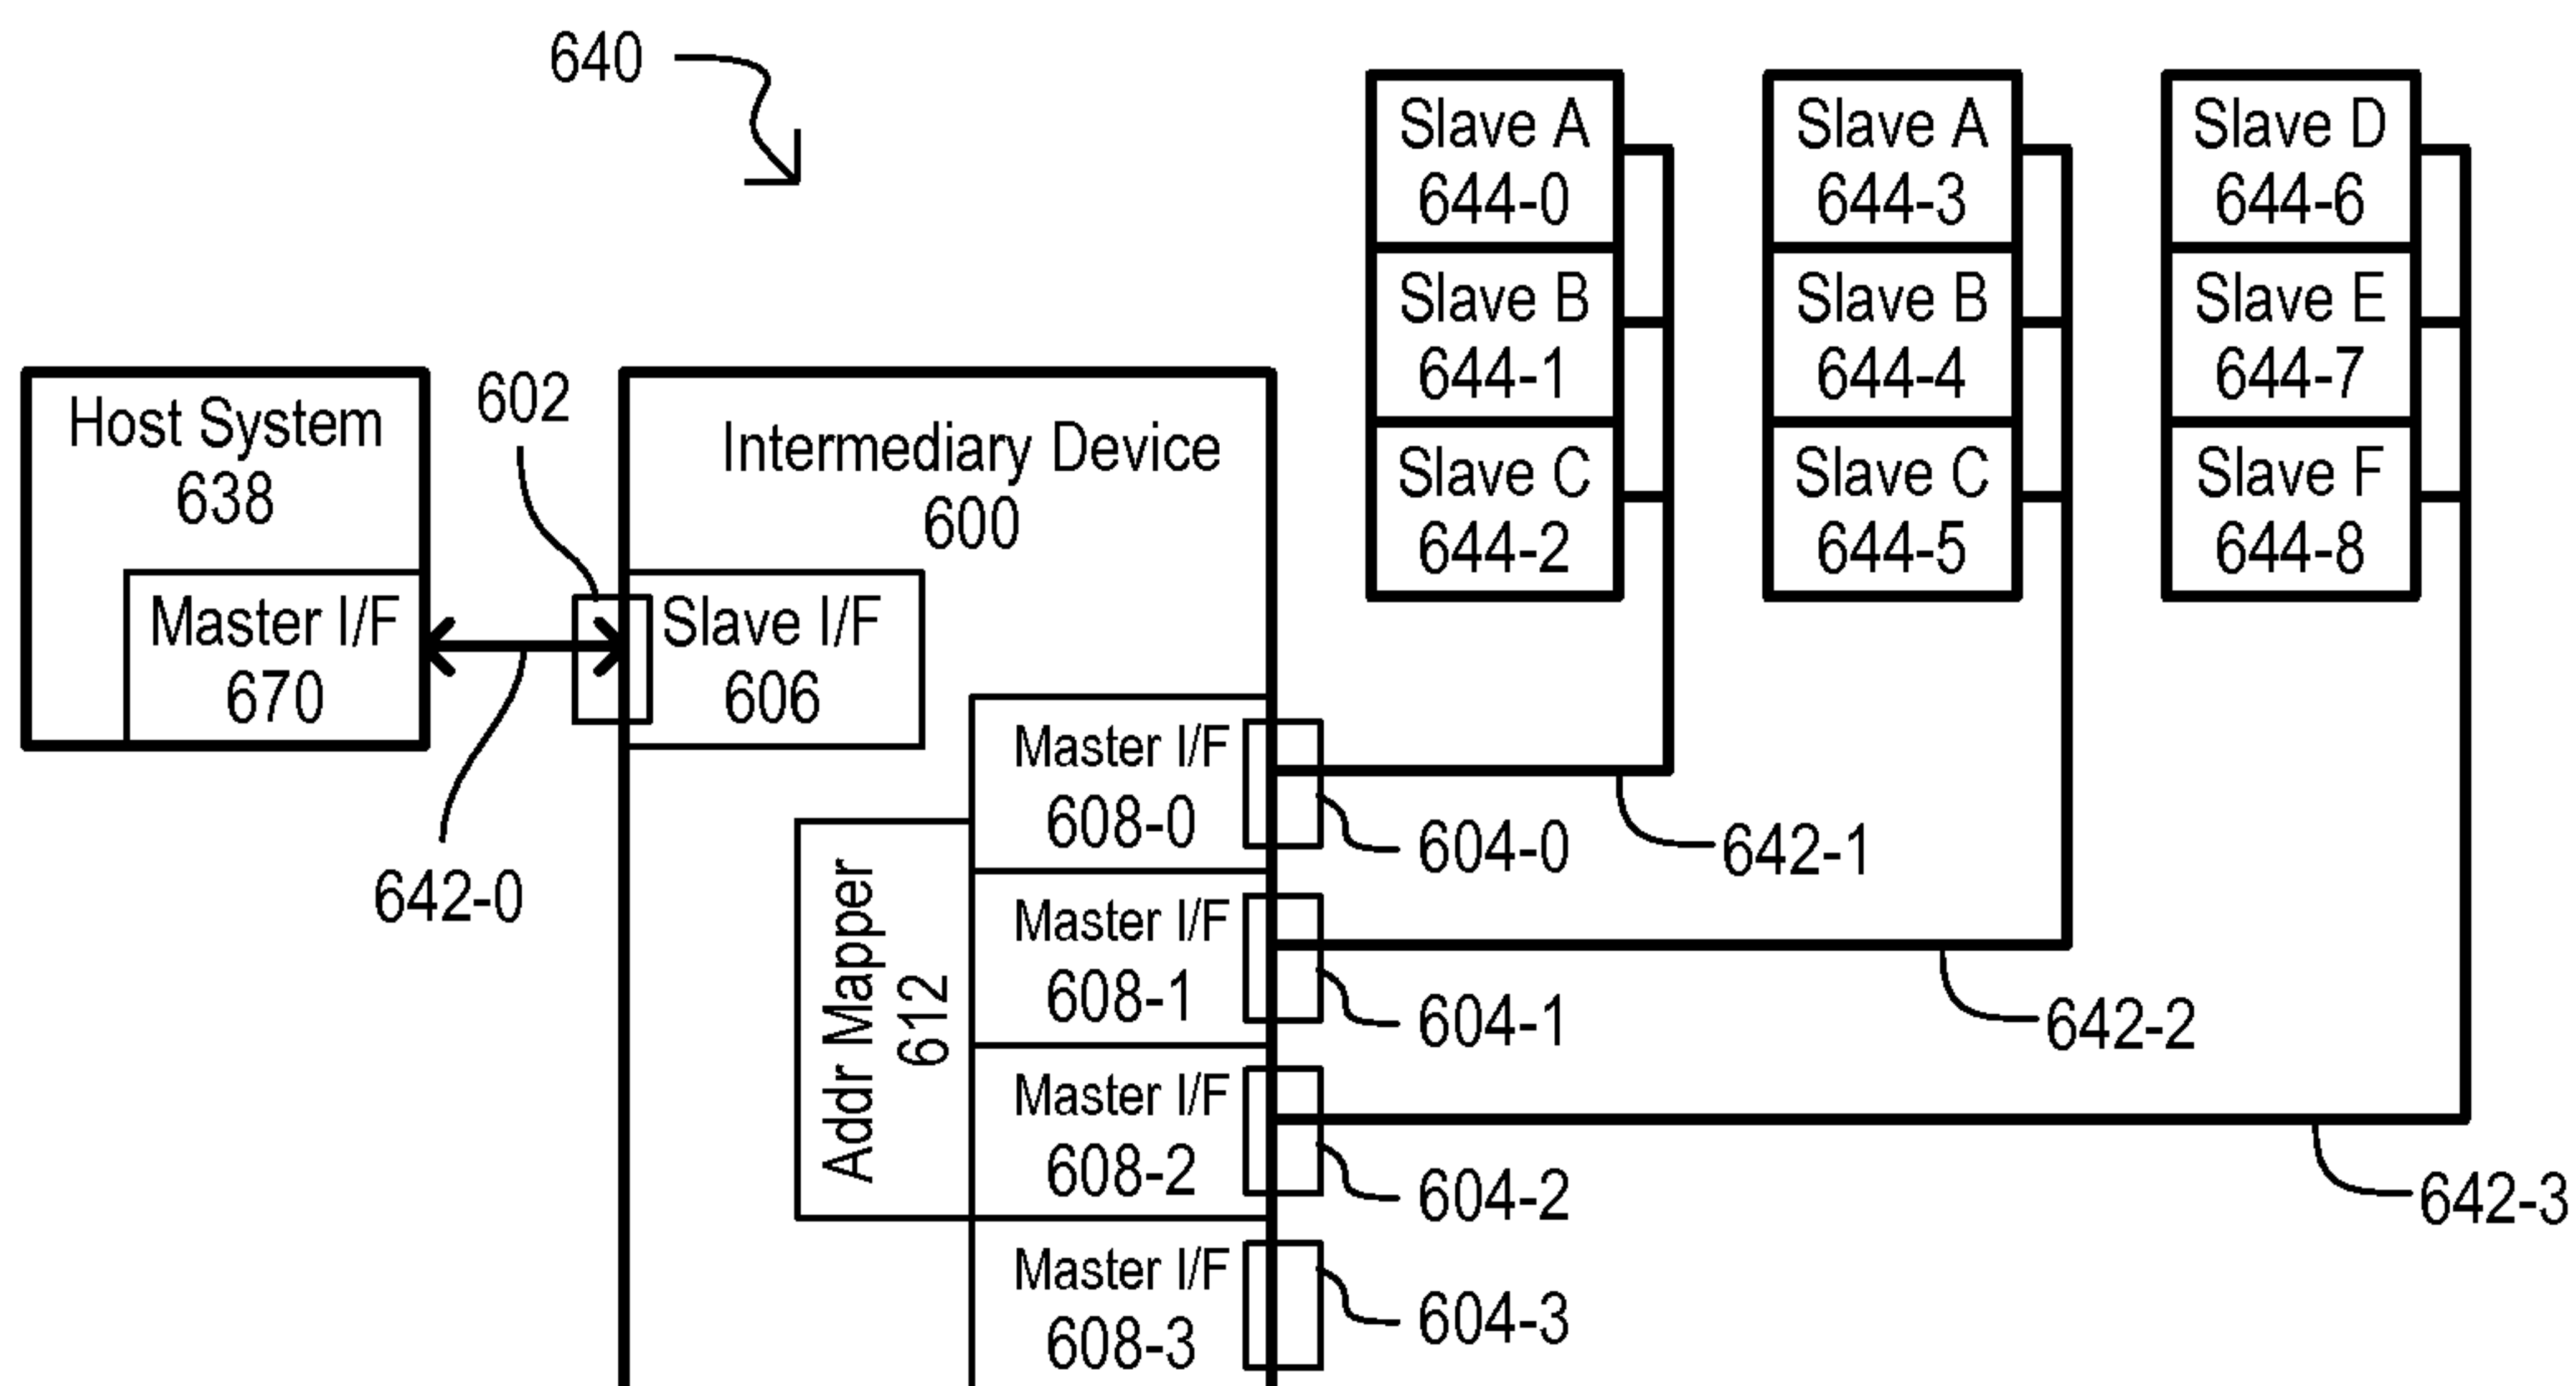 640
Slave A
644-0
Slave B
644-1
Slave C
644-2
Slave A
644-3
Slave B
644-4
Slave C
644-5
Slave D
644-6
Slave E
644-7
Slave F
644-8
Host System
638
Master I/F
670
602
642-0
Intermediary Device
600
Slave I/F
606
Addr Mapper
612
Master I/F
608-0
Master I/F
608-1
Master I/F
608-2
Master I/F
608-3
604-0
604-1
604-2
604-3
642-1
642-2
642-3